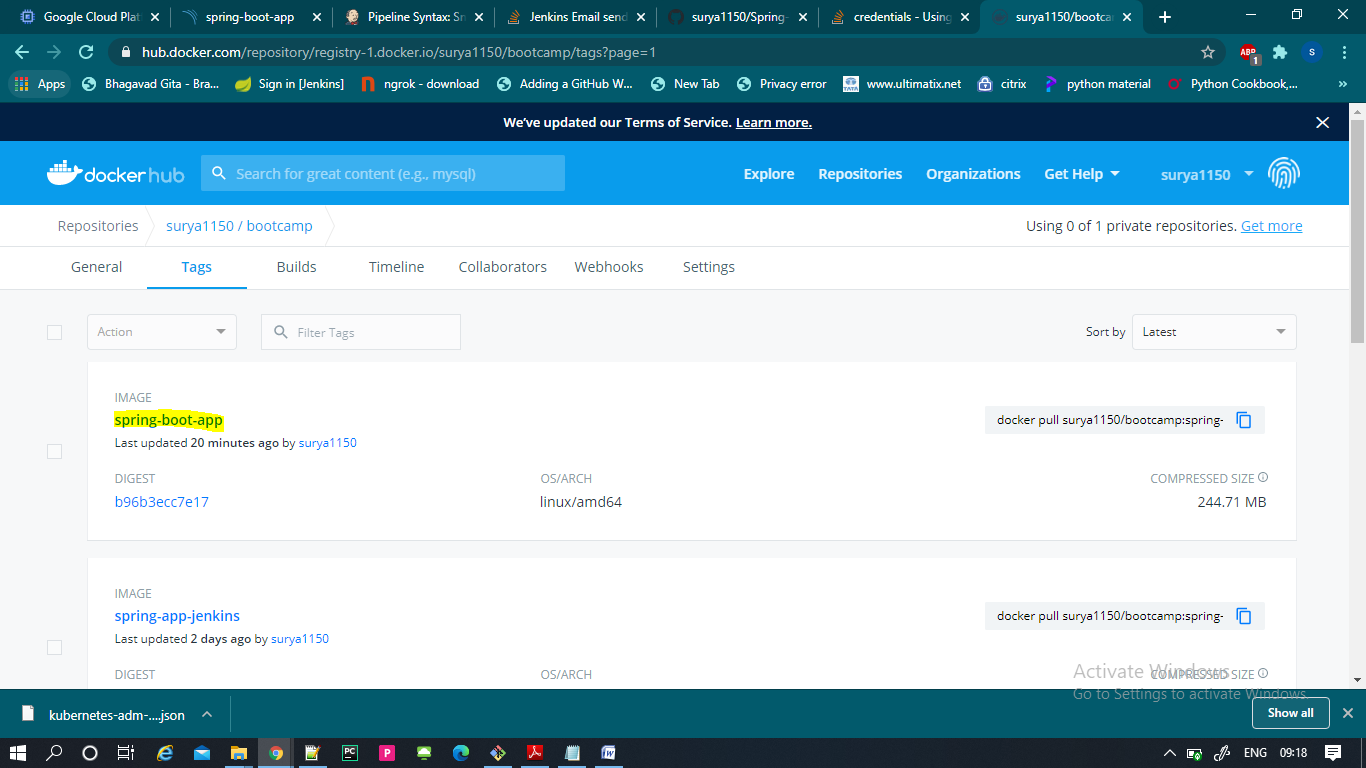 Google Cloud Plat
spring-boot-app
Pipeline Syntax: Sn
Jenkins Email send
surya1150/Spring-
credentials - Using
surya1150/bootca
hub.docker.com/repository/registry-1.docker.io/surya1150/bootcamp/tags?page=1
ABP
1
S
Apps
Bhagavad Gita - Bra...
Sign in [Jenkins]
ngrok - download
Adding a GitHub W...
New Tab
Privacy error
www.ultimatix.net
citrix
python material
Python Cookbook,...
»
We've updated our Terms of Service. Learn more.
docker hub
Search for great content (e.g., mysql)
Explore
Repositories
Organizations
Get Help
surya1150
Repositories
surya1150 / bootcamp
Using 0 of 1 private repositories. Get more
General
Tags
Builds
Timeline
Collaborators
Webhooks
Settings
Action
Filter Tags
Sort by
Latest
IMAGE
spring-boot-app
docker pull surya1150/bootcamp:spring-
Last updated 20 minutes ago by surya1150
DIGEST
OS/ARCH
COMPRESSED SIZE
b96b3ecc7e17
linux/amd64
244.71 MB
IMAGE
spring-app-jenkins
docker pull surya1150/bootcamp:spring-
Last updated 2 days ago by surya1150
DIGEST
OS/ARCH
COMPRESSED SIZE
Activate Windows
Go to Settings to activate Windows.
kubernetes-adm-....json
Show all
PC
P
ENG
09:18